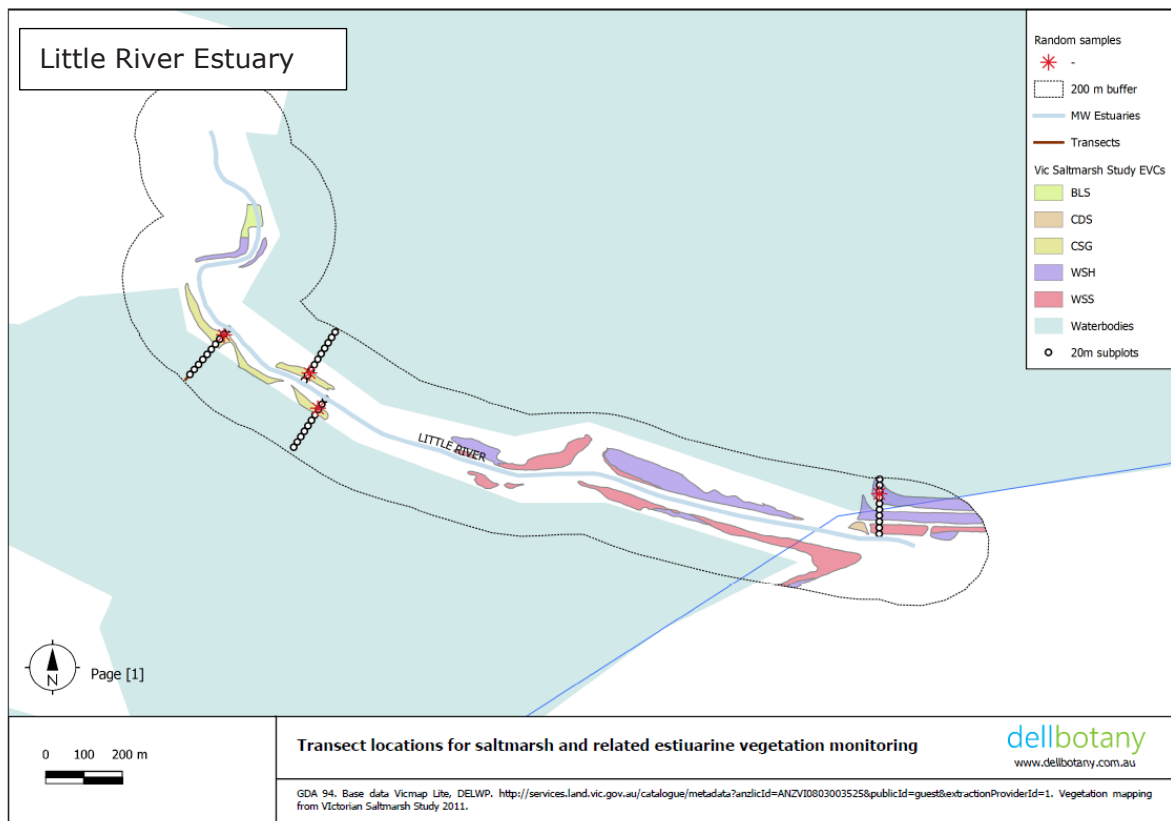 Little River Estuary
Random samples
-
200 m buffer
MW Estuaries
Transects
Vic Saltmarsh Study EVCs
BLS
CDS
CSG
WSH
WSS
Waterbodies
20m subplots
LITTLE RIVER
N
Page [1]
0 100 200 m
Transect locations for saltmarsh and related estiuarine vegetation monitoring
dellbotany
www.dellbotany.com.au
GDA 94. Base data Vicmap Lite, DELWP. http://services.land.vic.gov.au/catalogue/metadata?anzlicId=ANZVI0803003525&publicId=guest&extractionProviderId=1. Vegetation mapping
from VIctorian Saltmarsh Study 2011.